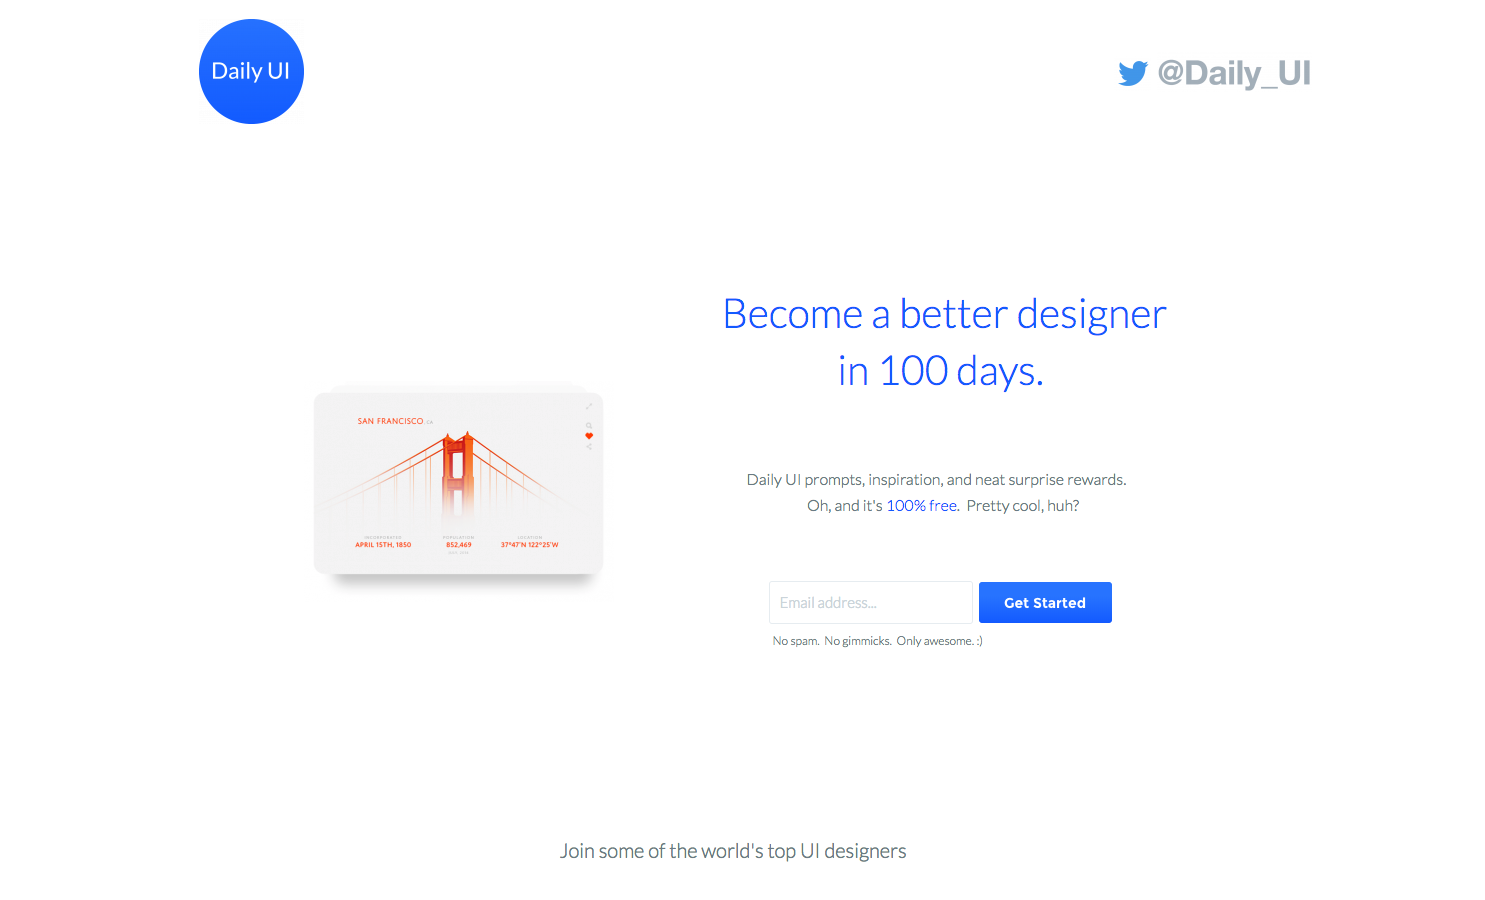 Daily UI
@Daily_UI
Become a better designer
in 100 days.
SAN FRANCISCO CA
INCORPORATED
POPULATION
LOCATION
APRIL 15TH, 1850
852,469
37°47'N 122°25'W
Daily UI prompts, inspiration, and neat surprise rewards.
Oh, and it's 100% free. Pretty cool, huh?
Email address...
Get Started
No spam. No gimmicks. Only awesome. :)
Join some of the world's top UI designers